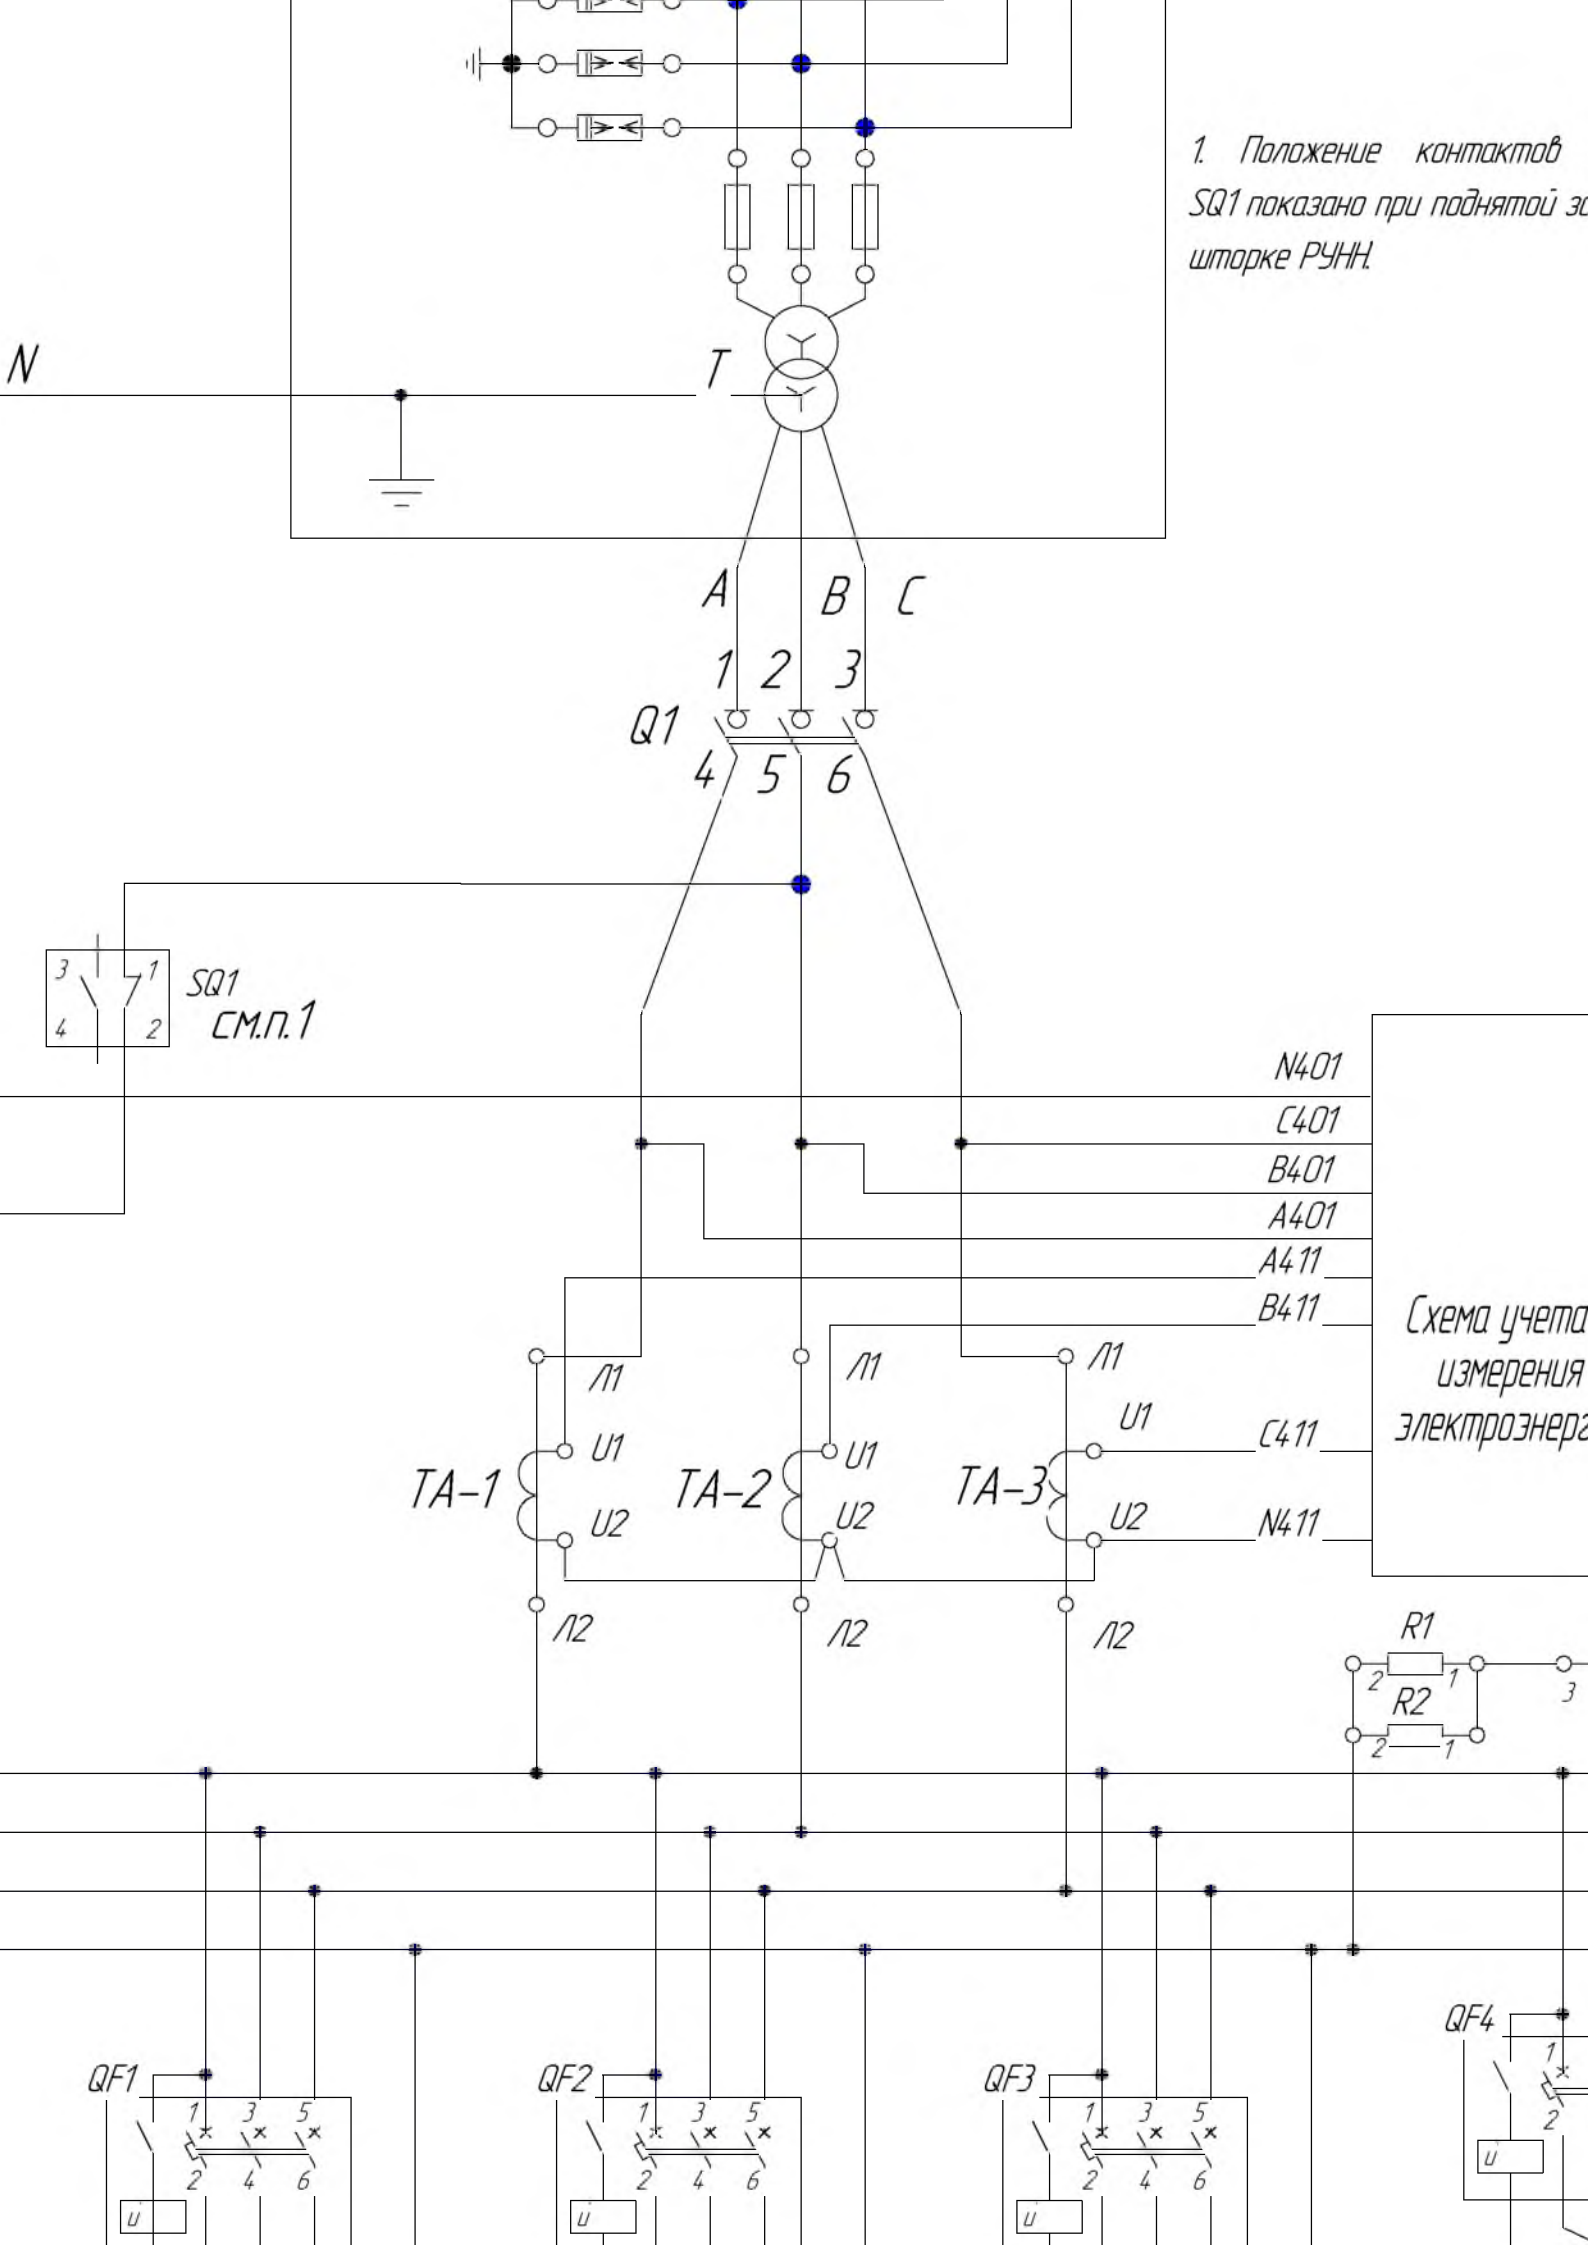 1. Положение контактов
SQ1 показано при поднятой за
шторке РУНН.
N
T
A B C
1 2 3
Q1
4 5 6
3 1
SQ1
4 2
см.п.1
N401
C401
B401
A401
A411
B411
Схема учета
измерения
электроэнерг
Л1 Л1 Л1
U1 U1 U1
C411
TA-1 TA-2 TA-3
U2 U2 U2
N411
Л2 Л2 Л2
R1
2 1 3
R2
2 1
QF4
1
2
U
QF1 QF2 QF3
1 3 5 1 3 5 1 3 5
2 4 6 2 4 6 2 4 6
U U U